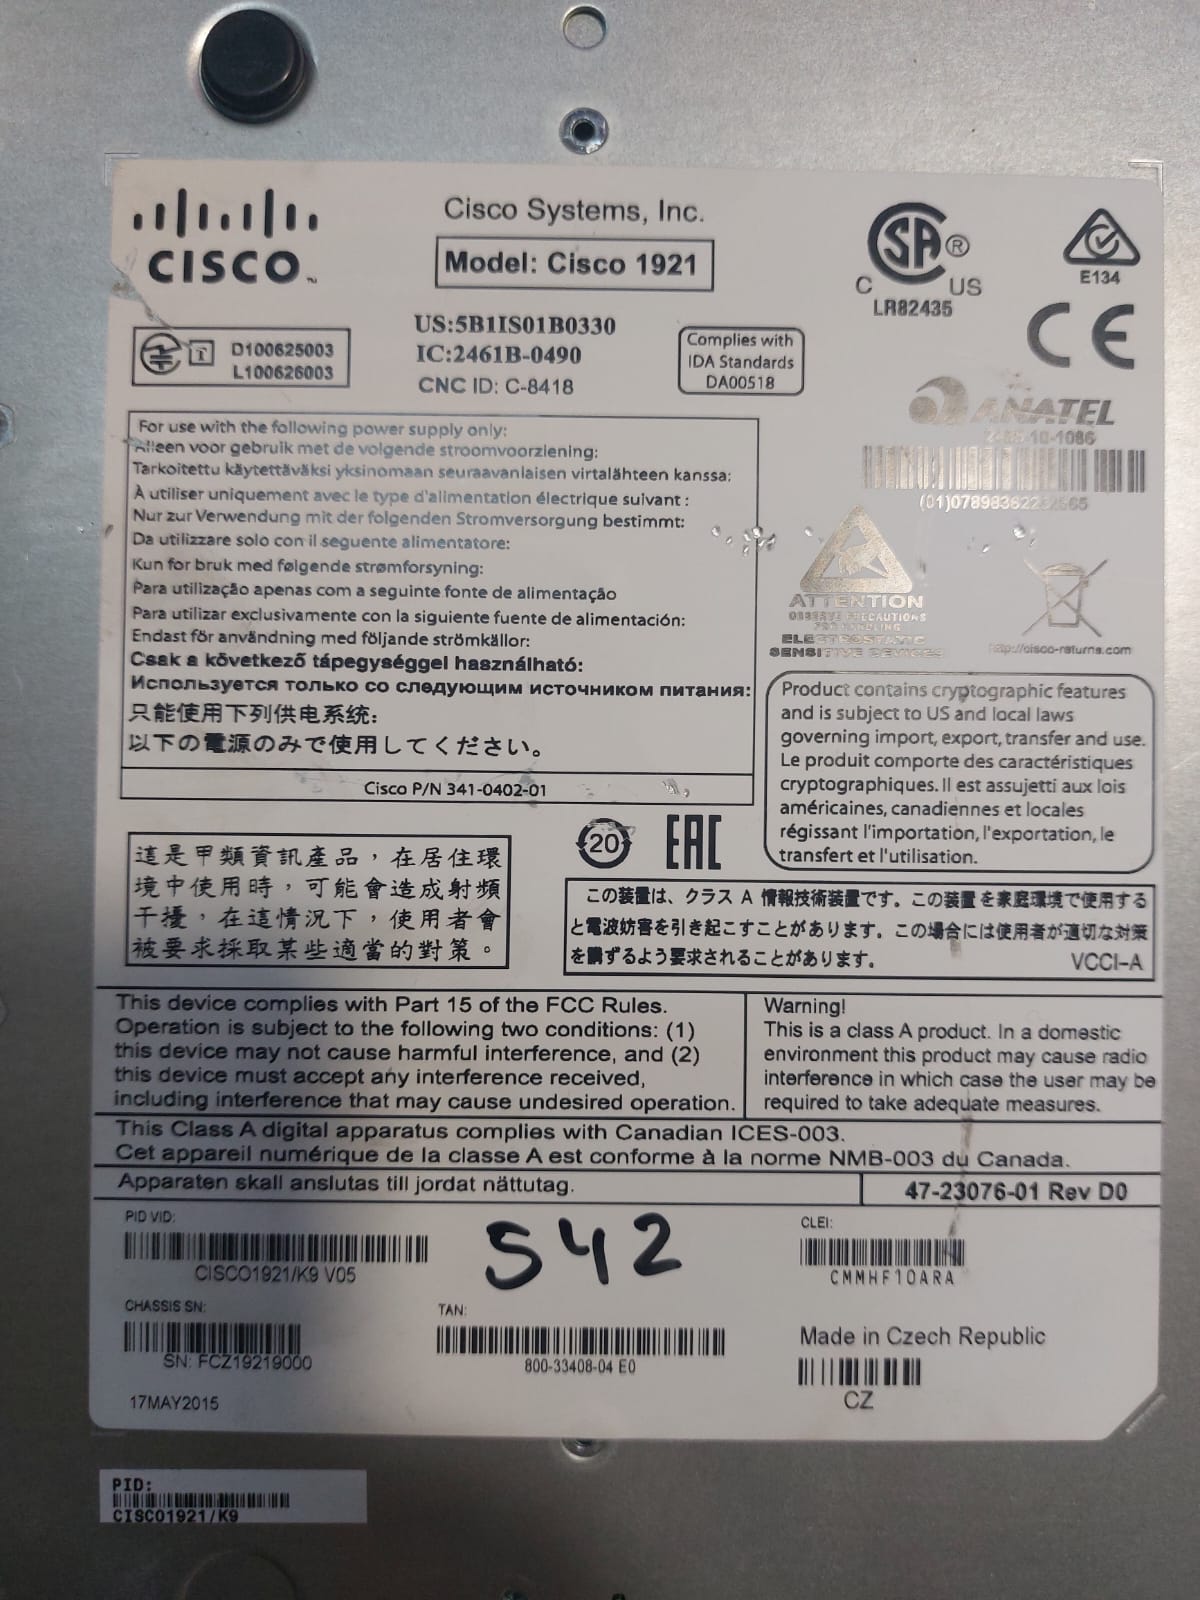 CISCO™
Cisco Systems, Inc.
Model: Cisco 1921
US:5B1IS01B0330
IC:2461B-0490
CNC ID: C-8418
T D100625003
L100626003
Complies with
IDA Standards
DA00518
SA®
C US
LR82435
E134
CE
ANATEL
10-1086
For use with the following power supply only:
Alleen voor gebruik met de volgende stroomvoorziening:
Tarkoitettu käytettäväksi yksinomaan seuraavanlaisen virtalähteen kanssa:
À utiliser uniquement avec le type d'alimentation électrique suivant :
Nur zur Verwendung mit der folgenden Stromversorgung bestimmt:
Da utilizzare solo con il seguente alimentatore:
Kun for bruk med følgende strømforsyning:
Para utilização apenas com a seguinte fonte de alimentação
Para utilizar exclusivamente con la siguiente fuente de alimentación:
Endast för användning med följande strömkällor:
Csak a következő tápegységgel használható:
Используется только со следующим источником питания:
只能使用下列供电系统:
以下の電源のみで使用してください。
Cisco P/N 341-0402-01
ATTENTION
OBSERVE PRECAUTIONS
FOR HANDLING
ELECTROSTATIC
SENSITIVE DEVICES
http://cisco-returns.com
Product contains cryptographic features
and is subject to US and local laws
governing import, export, transfer and use.
Le produit comporte des caractéristiques
cryptographiques. Il est assujetti aux lois
américaines, canadiennes et locales
régissant l'importation, l'exportation, le
transfert et l'utilisation.
這是甲類資訊產品，在居住環
境中使用時，可能會造成射頻
干擾，在這情況下，使用者會
被要求採取某些適當的對策。
20
EAC
この装置は、クラス A 情報技術装置です。この装置を家庭環境で使用する
と電波妨害を引き起こすことがあります。この場合には使用者が適切な対策
を講ずるよう要求されることがあります。 VCCI-A
This device complies with Part 15 of the FCC Rules.
Operation is subject to the following two conditions: (1)
this device may not cause harmful interference, and (2)
this device must accept any interference received,
including interference that may cause undesired operation.
Warning!
This is a class A product. In a domestic
environment this product may cause radio
interference in which case the user may be
required to take adequate measures.
This Class A digital apparatus complies with Canadian ICES-003.
Cet appareil numérique de la classe A est conforme à la norme NMB-003 du Canada.
Apparaten skall anslutas till jordat nättutag.
47-23076-01 Rev D0
PID VID:
CISCO1921/K9 V05
542
CLEI:
CMMHF10ARA
CHASSIS SN:
SN: FCZ19219000
TAN:
800-33408-04 E0
Made in Czech Republic
CZ
17MAY2015
PID:
CISCO1921/K9